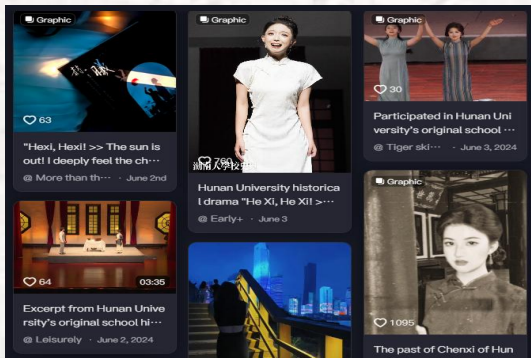 Graphic
63
"Hexi, Hexi! >> The sun is
out! I deeply feel the ch···
@ More than th··· · June 2nd
64
03:35
Excerpt from Hunan Unive
rsity's original school hi···
@ Leisurely · June 2, 2024
Graphic
760
Hunan University historica
l drama "He Xi, He Xi! >···
@ Early+ · June 3
Graphic
30
Participated in Hunan Uni
versity's original school ···
@ Tiger ski··· · June 3, 2024
Graphic
1095
The past of Chenxi of Hun